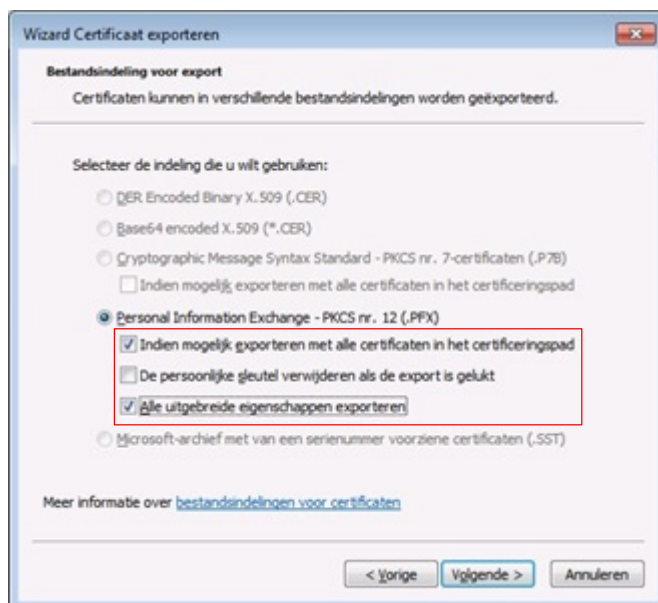 Wizard Certificaat exporteren
Bestandsindeling voor export
Certificaten kunnen in verschillende bestandsindelingen worden geëxporteerd.
Selecteer de indeling die u wilt gebruiken:
DER Encoded Binary X.509 (.CER)
Base64 encoded X.509 (*.CER)
Cryptographic Message Syntax Standard - PKCS nr. 7-certificaten (.P7B)
Indien mogelijk exporteren met alle certificaten in het certificeringspad
Personal Information Exchange - PKCS nr. 12 (.PFX)
Indien mogelijk exporteren met alle certificaten in het certificeringspad
De persoonlijke sleutel verwijderen als de export is gelukt
Alle uitgebreide eigenschappen exporteren
Microsoft-archief met van een serienummer voorziene certificaten (.SST)
Meer informatie over bestandsindelingen voor certificaten
< Vorige Volgende > Annuleren